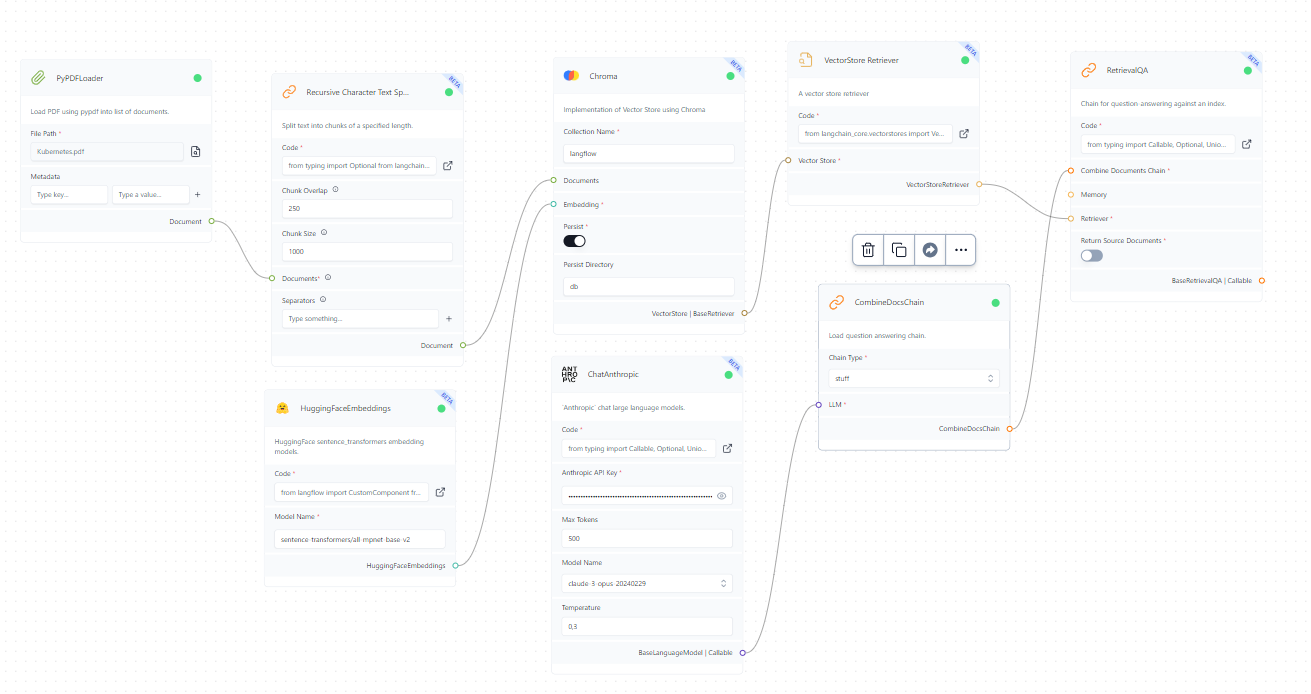 PyPDFLoader
Load PDF using pypdf into list of documents.
File Path *
Kubernetes.pdf
Metadata
Type key...
Type a value...
+
Document
BETA
Recursive Character Text Sp...
Split text into chunks of a specified length.
Code *
from typing import Optional from langchain...
Chunk Overlap
250
Chunk Size
1000
Documents*
Separators
Type something...
+
Document
BETA
HuggingFaceEmbeddings
HuggingFace sentence_transformers embedding
models.
Code *
from langflow import CustomComponent fr...
Model Name *
sentence-transformers/all-mpnet-base-v2
HuggingFaceEmbeddings
BETA
Chroma
Implementation of Vector Store using Chroma
Collection Name *
langflow
Documents
Embedding *
Persist *
Persist Directory
db
VectorStore | BaseRetriever
BETA
ANT
HROP\C
ChatAnthropic
`Anthropic` chat large language models.
Code *
from typing import Callable, Optional, Unio...
Anthropic API Key *
Max Tokens
500
Model Name
claude-3-opus-20240229
Temperature
0,3
BaseLanguageModel | Callable
BETA
VectorStore Retriever
A vector store retriever
Code *
from langchain_core.vectorstores import Ve...
Vector Store *
VectorStoreRetriever
CombineDocsChain
Load question answering chain.
Chain Type *
stuff
LLM *
CombineDocsChain
BETA
RetrievalQA
Chain for question answering against an index.
Code *
from typing import Callable, Optional, Unio...
Combine Documents Chain *
Memory
Retriever *
Return Source Documents *
BaseRetrievalQA | Callable